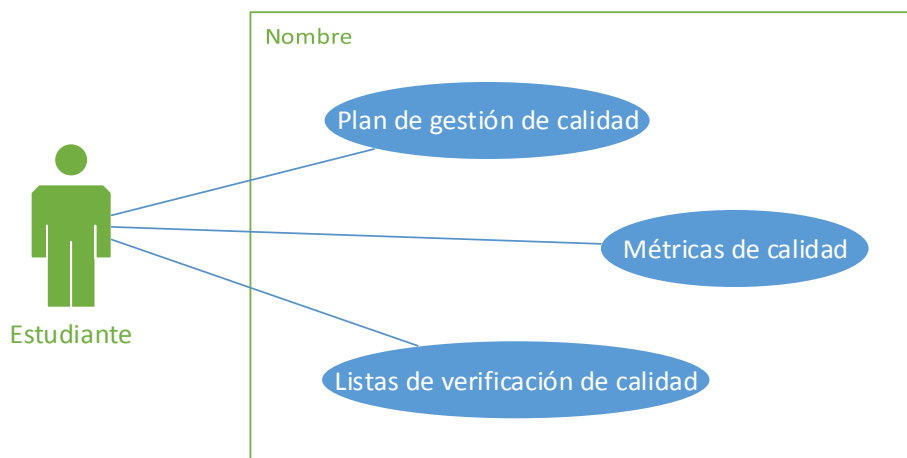 Nombre
Plan de gestión de calidad
Métricas de calidad
Estudiante
Listas de verificación de calidad